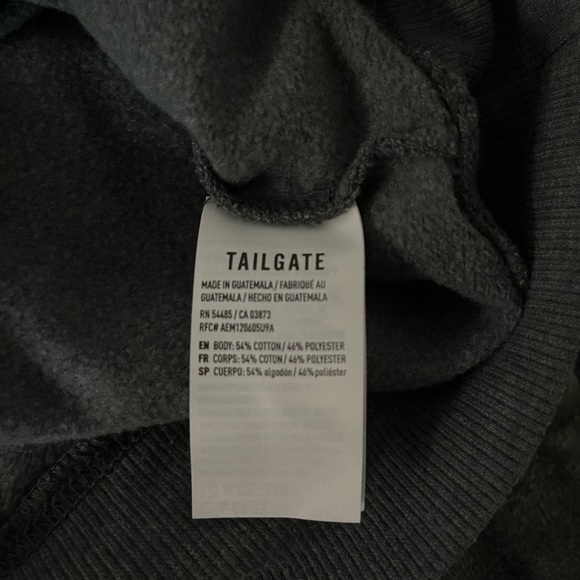 TAILGATE
MADE IN GUATEMALA / FABRIQUÉ AU
GUATEMALA / HECHO EN GUATEMALA
RN 54485 / CA 03873
RFC# AEM120605U9A
EN BODY: 54% COTTON / 46% POLYESTER
FR CORPS: 54% COTON / 46% POLYESTER
SP CUERPO: 54% algodón / 46% poliéster